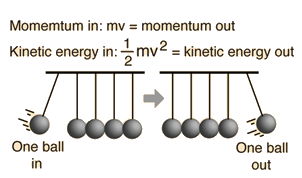 Momemtum in: mv = momentum out
Kinetic energy in: 1/2 mv² = kinetic energy out
One ball in
One ball out